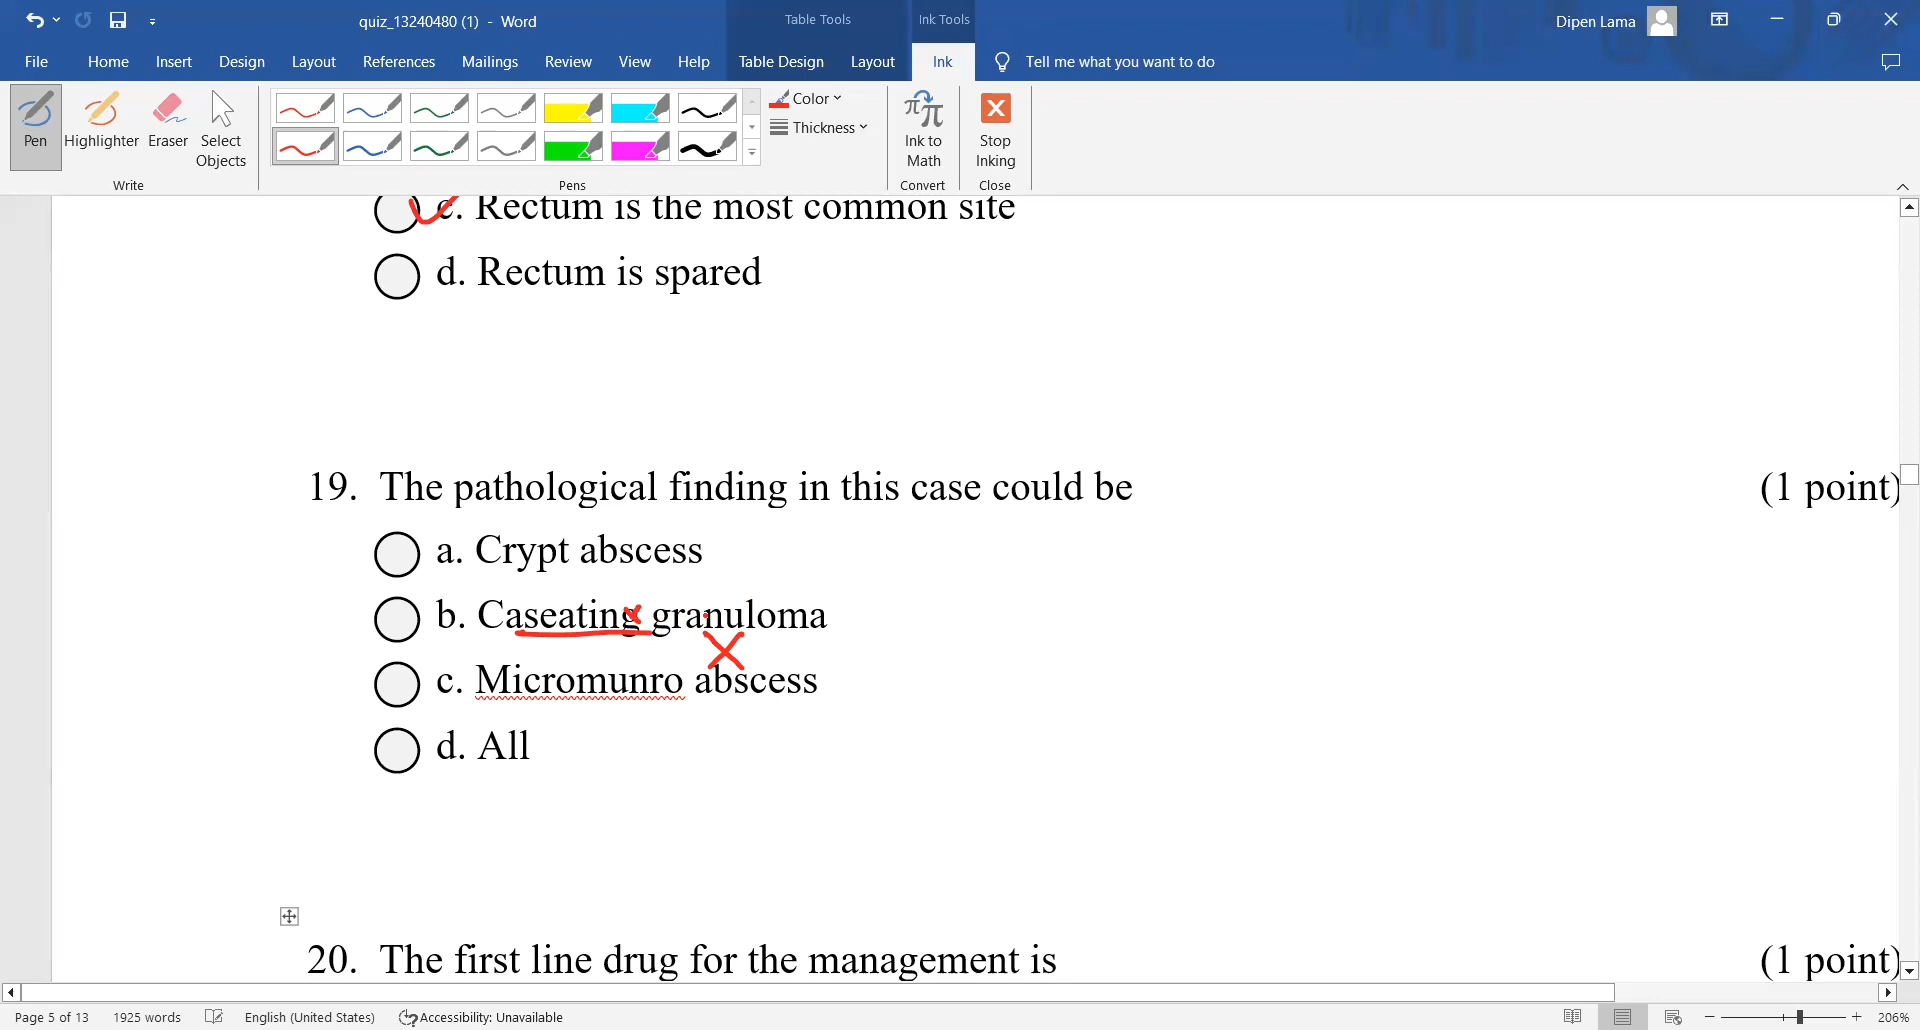 quiz_13240480 (1) - Word
Table Tools
Ink Tools
Dipen Lama
File Home Insert Design Layout References Mailings Review View Help Table Design Layout Ink Tell me what you want to do
Pen Highlighter Eraser Select Objects
Color
Thickness
Ink to Math
Stop Inking
Write Pens Convert Close
c. Rectum is the most common site
d. Rectum is spared
19. The pathological finding in this case could be (1 point)
a. Crypt abscess
b. Caseating granuloma
c. Micromunro abscess
d. All
20. The first line drug for the management is (1 point)
Page 5 of 13 1925 words English (United States) Accessibility: Unavailable 206%